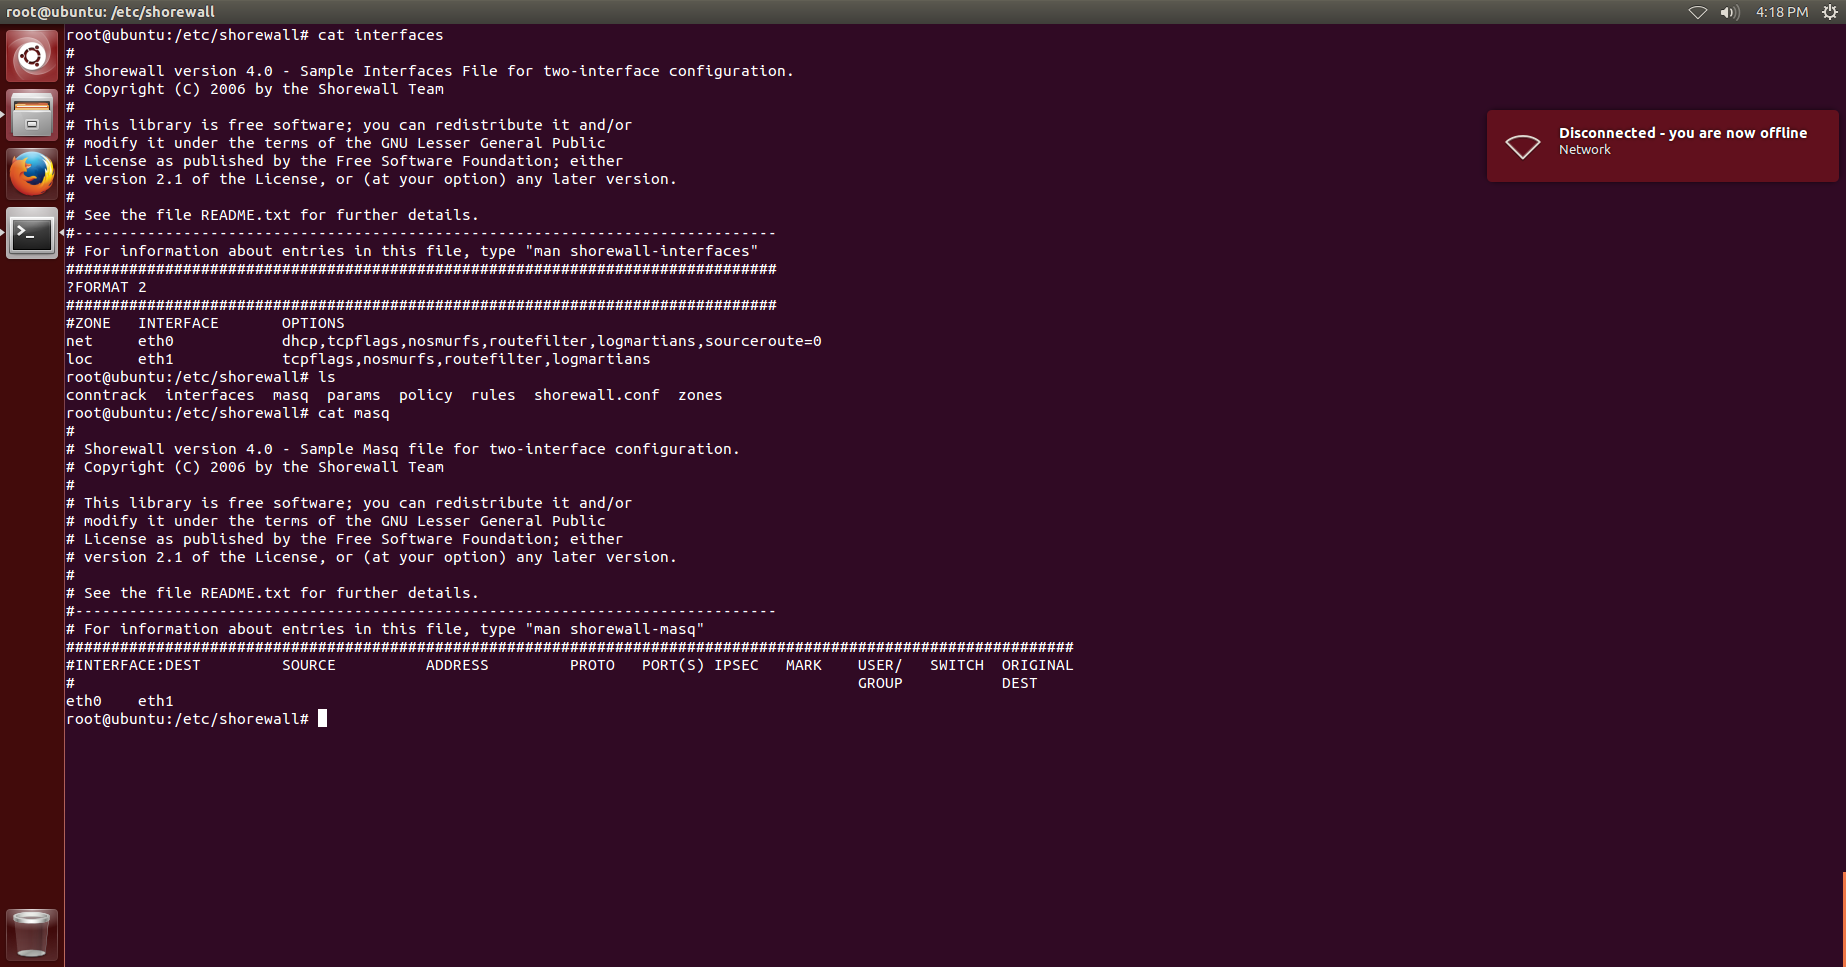 root@ubuntu: /etc/shorewall
4:18 PM
root@ubuntu:/etc/shorewall# cat interfaces
#
# Shorewall version 4.0 - Sample Interfaces File for two-interface configuration.
# Copyright (C) 2006 by the Shorewall Team
#
# This library is free software; you can redistribute it and/or
# modify it under the terms of the GNU Lesser General Public
# License as published by the Free Software Foundation; either
# version 2.1 of the License, or (at your option) any later version.
#
# See the file README.txt for further details.
#------------------------------------------------------------------------------
# For information about entries in this file, type "man shorewall-interfaces"
###############################################################################
?FORMAT 2
###############################################################################
#ZONE   INTERFACE       OPTIONS
net     eth0            dhcp,tcpflags,nosmurfs,routefilter,logmartians,sourceroute=0
loc     eth1            tcpflags,nosmurfs,routefilter,logmartians
root@ubuntu:/etc/shorewall# ls
conntrack  interfaces  masq  params  policy  rules  shorewall.conf  zones
root@ubuntu:/etc/shorewall# cat masq
#
# Shorewall version 4.0 - Sample Masq file for two-interface configuration.
# Copyright (C) 2006 by the Shorewall Team
#
# This library is free software; you can redistribute it and/or
# modify it under the terms of the GNU Lesser General Public
# License as published by the Free Software Foundation; either
# version 2.1 of the License, or (at your option) any later version.
#
# See the file README.txt for further details.
#------------------------------------------------------------------------------
# For information about entries in this file, type "man shorewall-masq"
################################################################################################################
#INTERFACE:DEST         SOURCE          ADDRESS         PROTO   PORT(S) IPSEC   MARK    USER/   SWITCH  ORIGINAL
#                                                                                       GROUP           DEST
eth0    eth1
root@ubuntu:/etc/shorewall#
Disconnected - you are now offline
Network